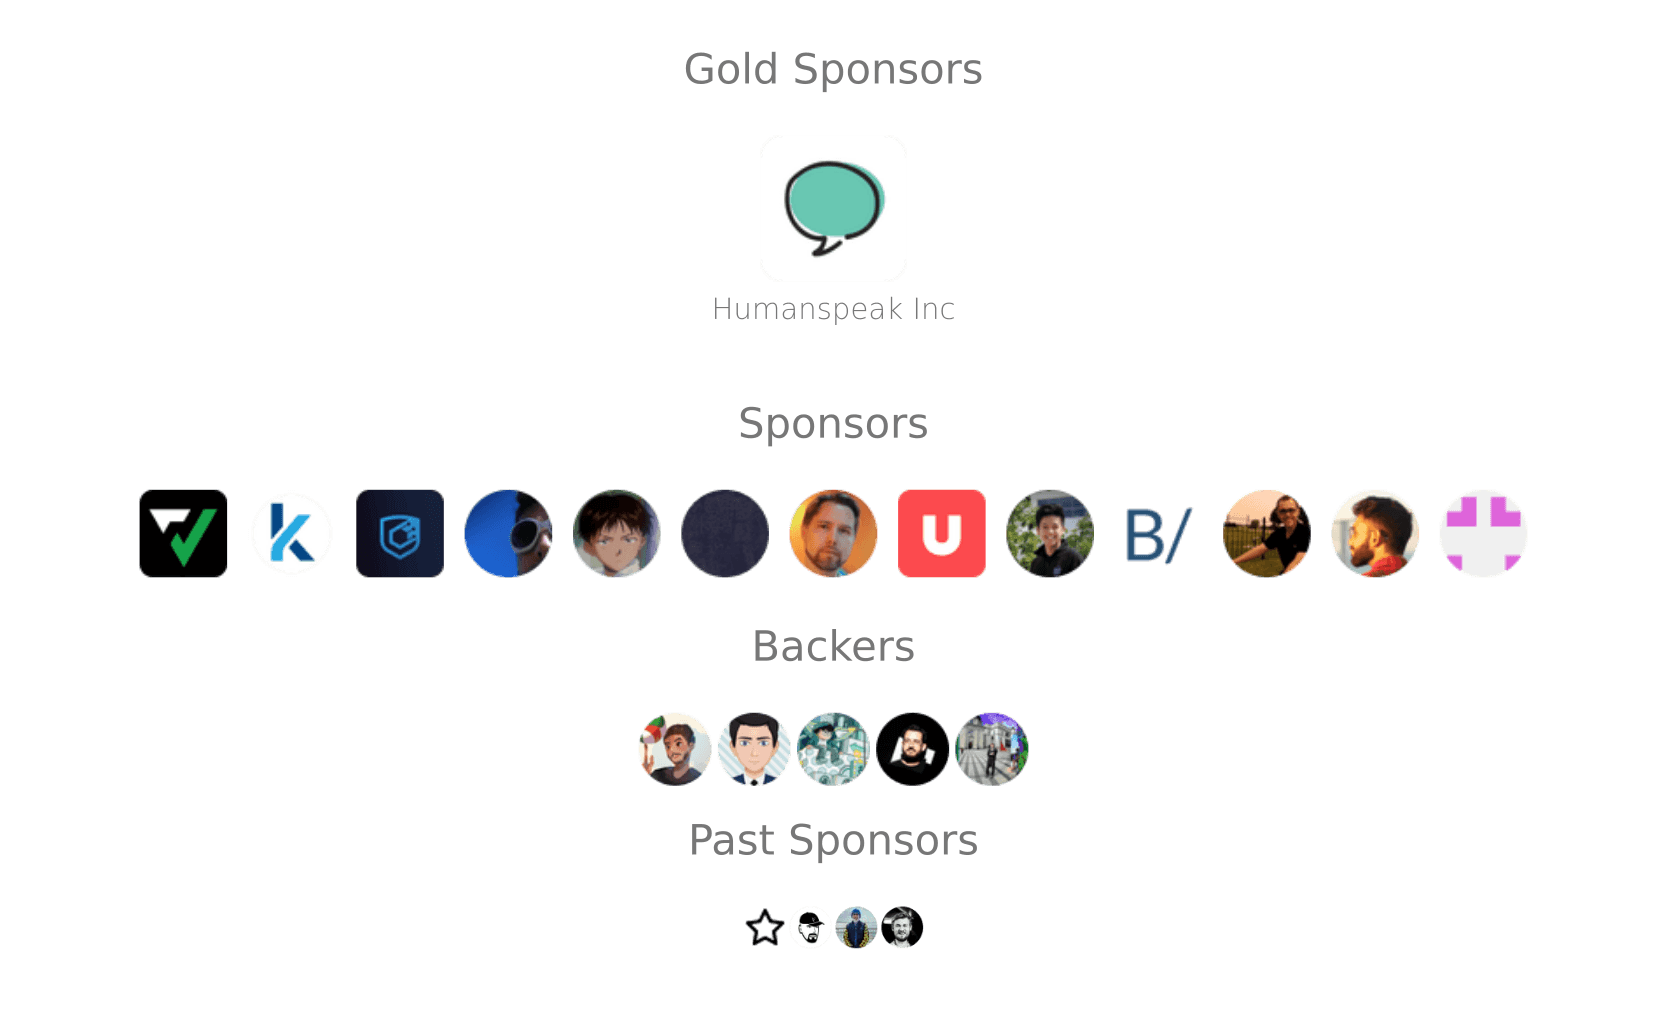 Gold Sponsors
Humanspeak Inc
Sponsors
U
B/
Backers
Past Sponsors